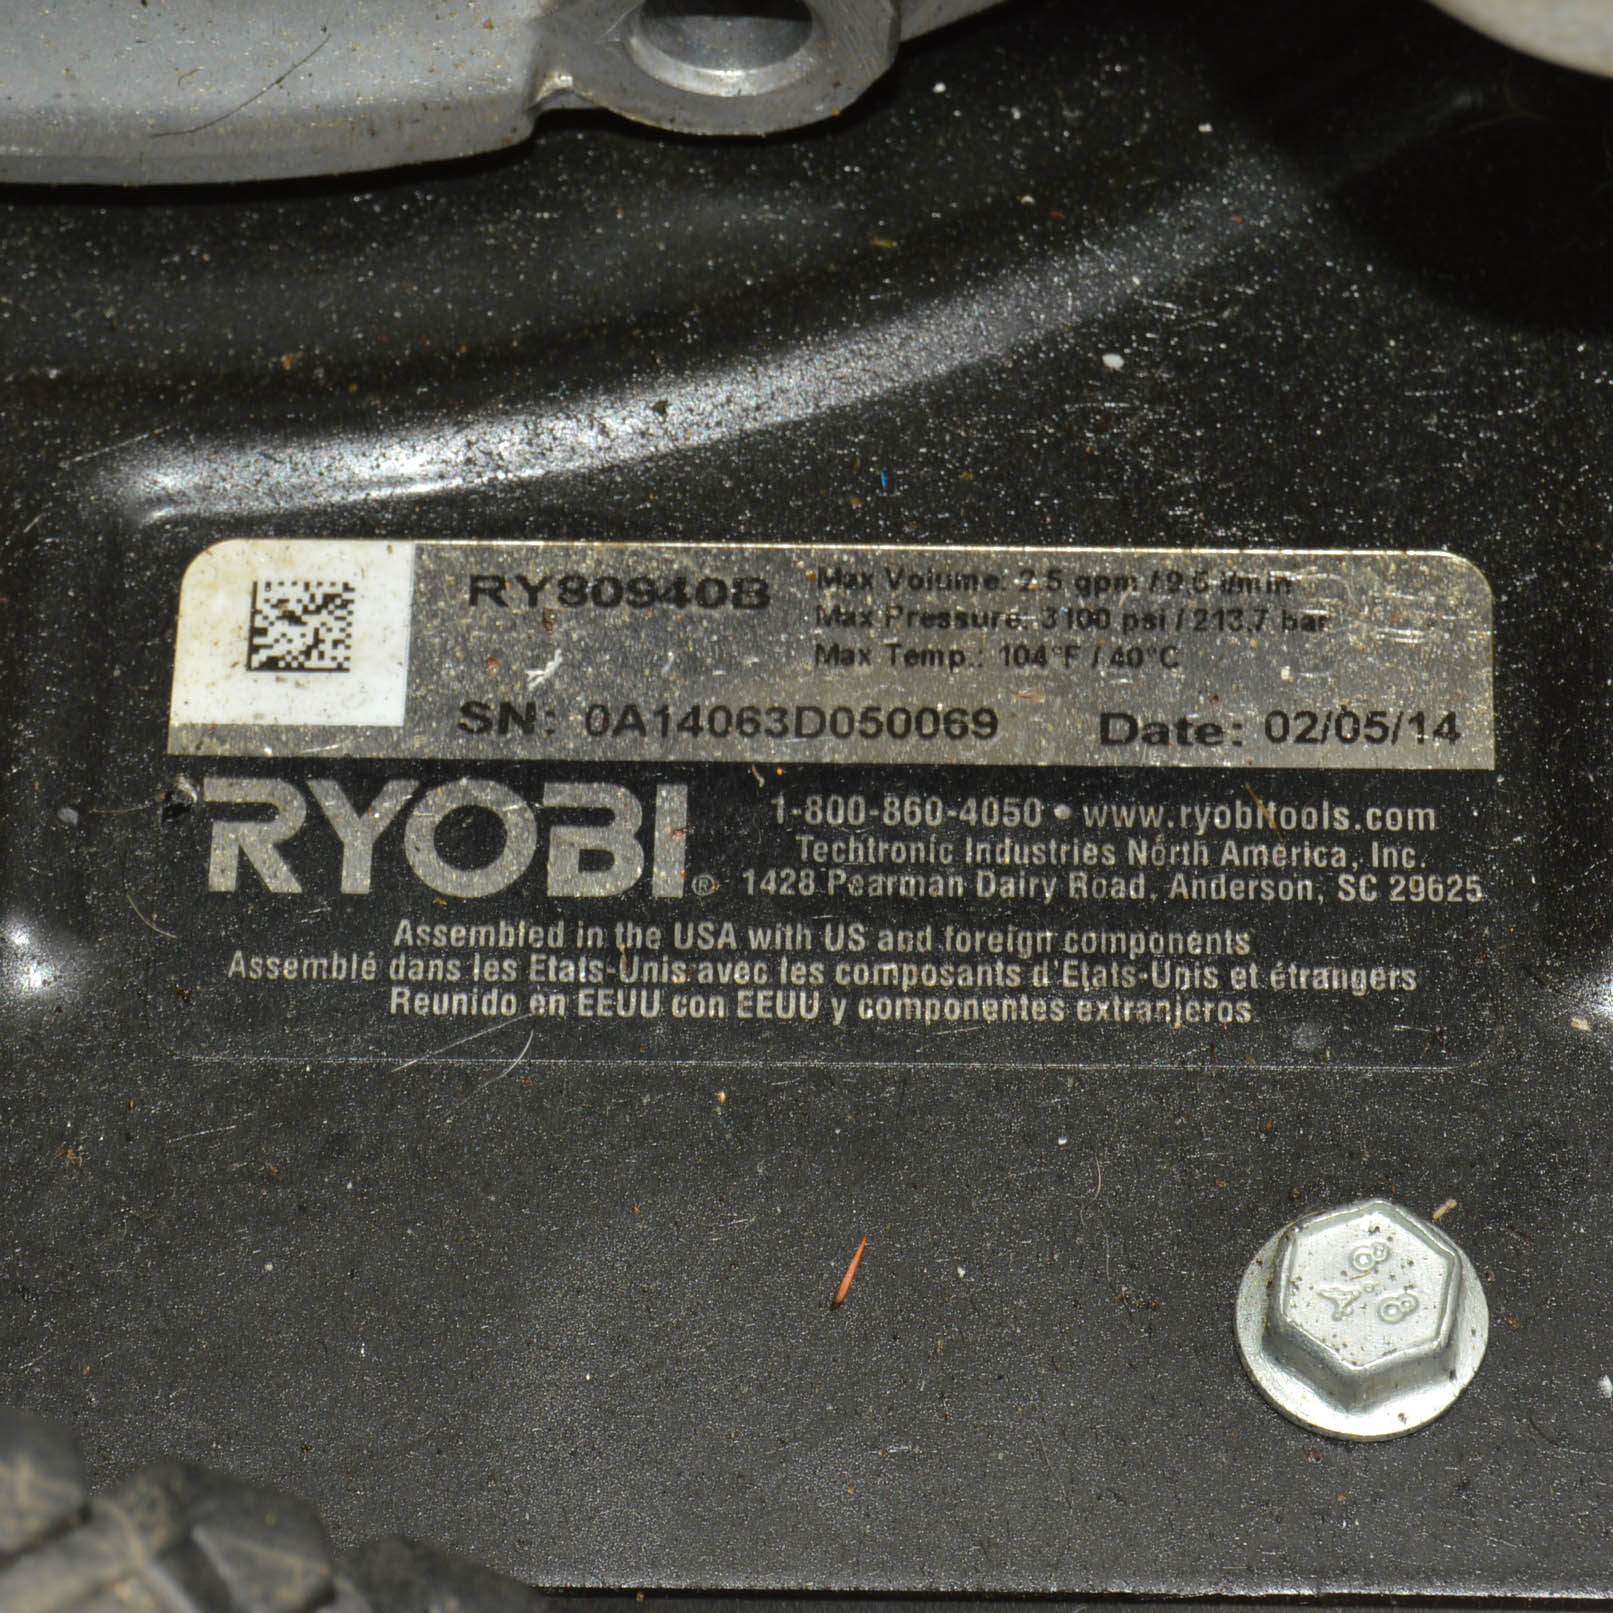 RY80940B
Max Volume: 2.5 gpm / 9.5 l/min
Max Pressure: 3100 psi / 213.7 bar
Max Temp.: 104°F / 40°C
SN: 0A14063D050069
Date: 02/05/14
RYOBI®
1-800-860-4050 • www.ryobitools.com
Techtronic Industries North America, Inc.
1428 Pearman Dairy Road, Anderson, SC 29625
Assembled in the USA with US and foreign components
Assemblé dans les Etats-Unis avec les composants d'Etats-Unis et étrangers
Reunido en EEUU con EEUU y componentes extranjeros
8.8